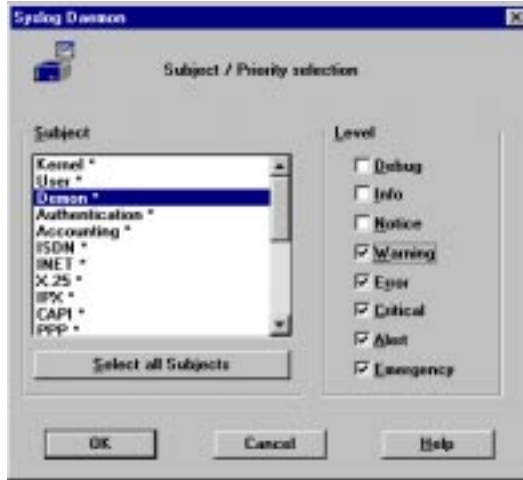 Syslog Daemon
Subject / Priority selection
Subject
Kernel *
User *
Demon *
Authentication *
Accounting *
ISDN *
INET *
X.25 *
IPX *
CAPI *
PPP *
Select all Subjects
Level
Debug
Info
Notice
Warning
Error
Critical
Alert
Emergency
OK
Cancel
Help